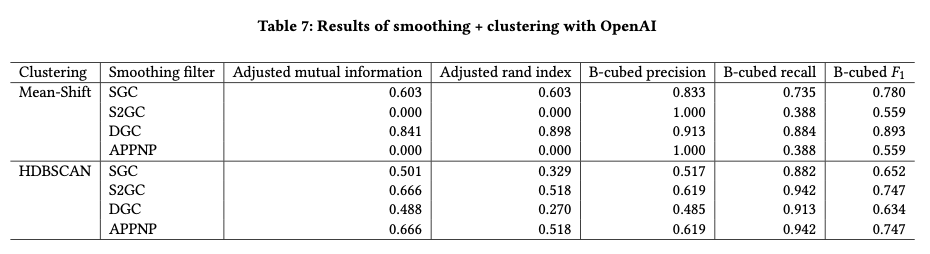 Table 7: Results of smoothing + clustering with OpenAI
Clustering Smoothing filter Adjusted mutual information Adjusted rand index B-cubed precision B-cubed recall B-cubed F1
Mean-Shift SGC 0.603 0.603 0.833 0.735 0.780
S2GC 0.000 0.000 1.000 0.388 0.559
DGC 0.841 0.898 0.913 0.884 0.893
APPNP 0.000 0.000 1.000 0.388 0.559
HDBSCAN SGC 0.501 0.329 0.517 0.882 0.652
S2GC 0.666 0.518 0.619 0.942 0.747
DGC 0.488 0.270 0.485 0.913 0.634
APPNP 0.666 0.518 0.619 0.942 0.747